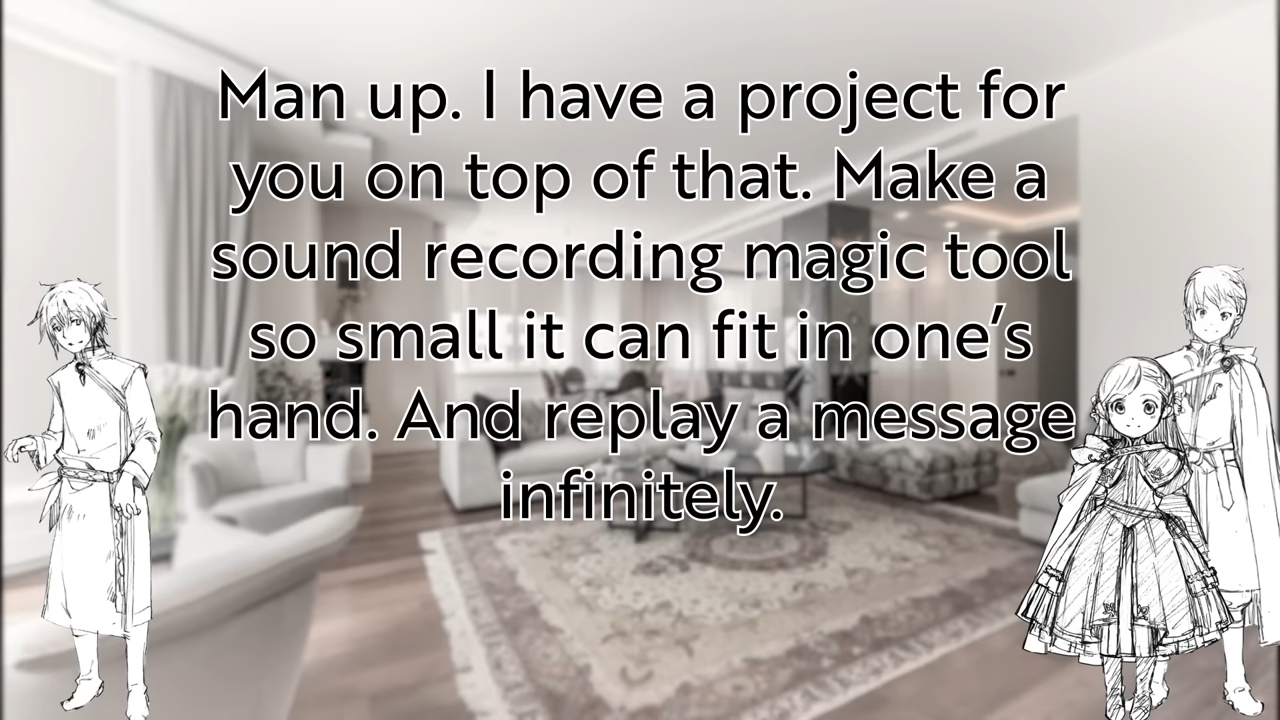 Man up. I have a project for
you on top of that. Make a
sound recording magic tool
so small it can fit in one’s
hand. And replay a message
infinitely.